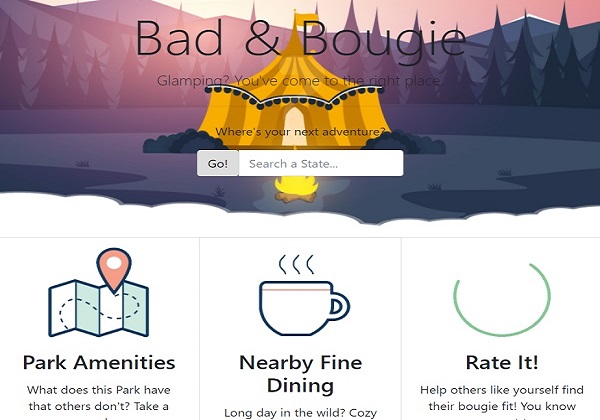 Bad & Bougie
Glamping? You've come to the right place.
Where's your next adventure?
Go! Search a State...
Park Amenities
What does this Park have
that others don't? Take a
Nearby Fine
Dining
Long day in the wild? Cozy
Rate It!
Help others like yourself find
their bougie fit! You know